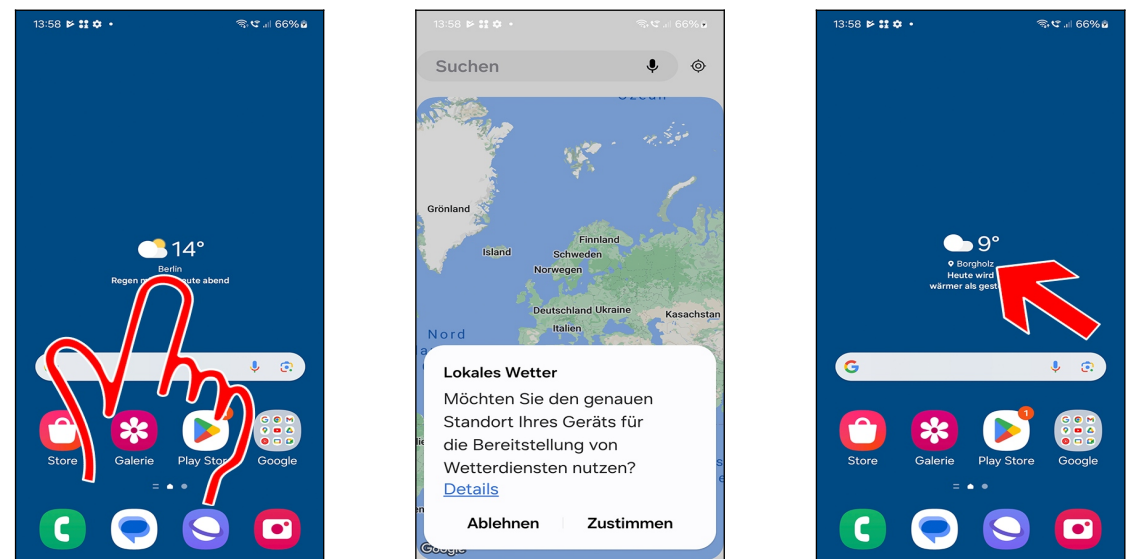 13:58
66%
14°
Berlin
Regen
abend
Store
Galerie
Play Store
Google
13:58
66%
Suchen
Ozean
Grönland
Finnland
Island
Schweden
Norwegen
Deutschland Ukraine
Kasachstan
Italien
Nord
Lokales Wetter
Möchten Sie den genauen
Standort Ihres Geräts für
die Bereitstellung von
Wetterdiensten nutzen?
Details
Ablehnen
Zustimmen
Google
13:58
66%
9°
Borgholz
Heute wird
wärmer als
G
1
Store
Galerie
Play Store
Google